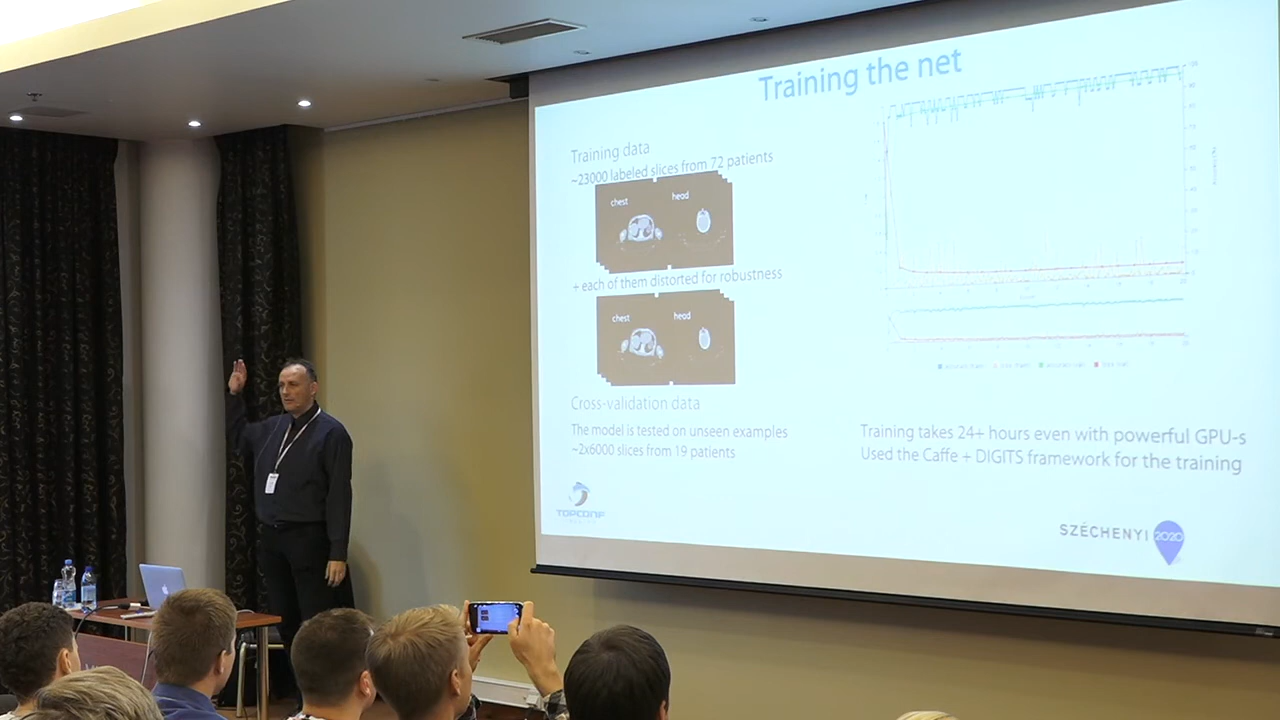 Training the net
Training data
~23000 labeled slices from 72 patients
chest
head
+ each of them distorted for robustness
chest
head
Cross-validation data
The model is tested on unseen examples
~2x6000 slices from 19 patients
Training takes 24+ hours even with powerful GPU-s
Used the Caffe + DIGITS framework for the training
TOPCONF
SZÉCHENYI 2020